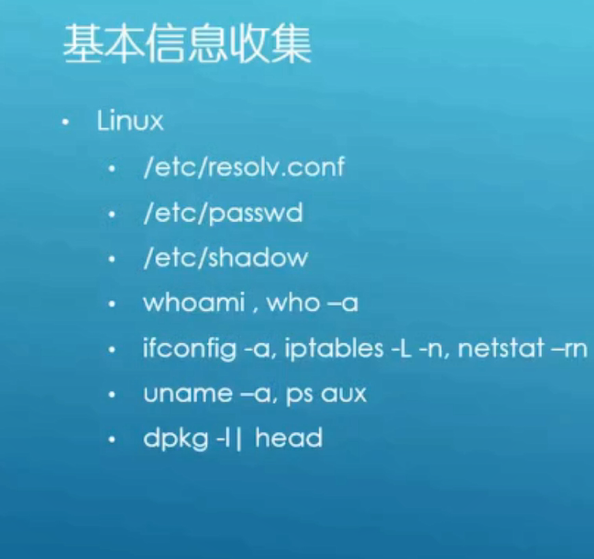 基本信息收集
• Linux
• /etc/resolv.conf
• /etc/passwd
• /etc/shadow
• whoami , who –a
• ifconfig -a, iptables -L -n, netstat –rn
• uname –a, ps aux
• dpkg -l| head